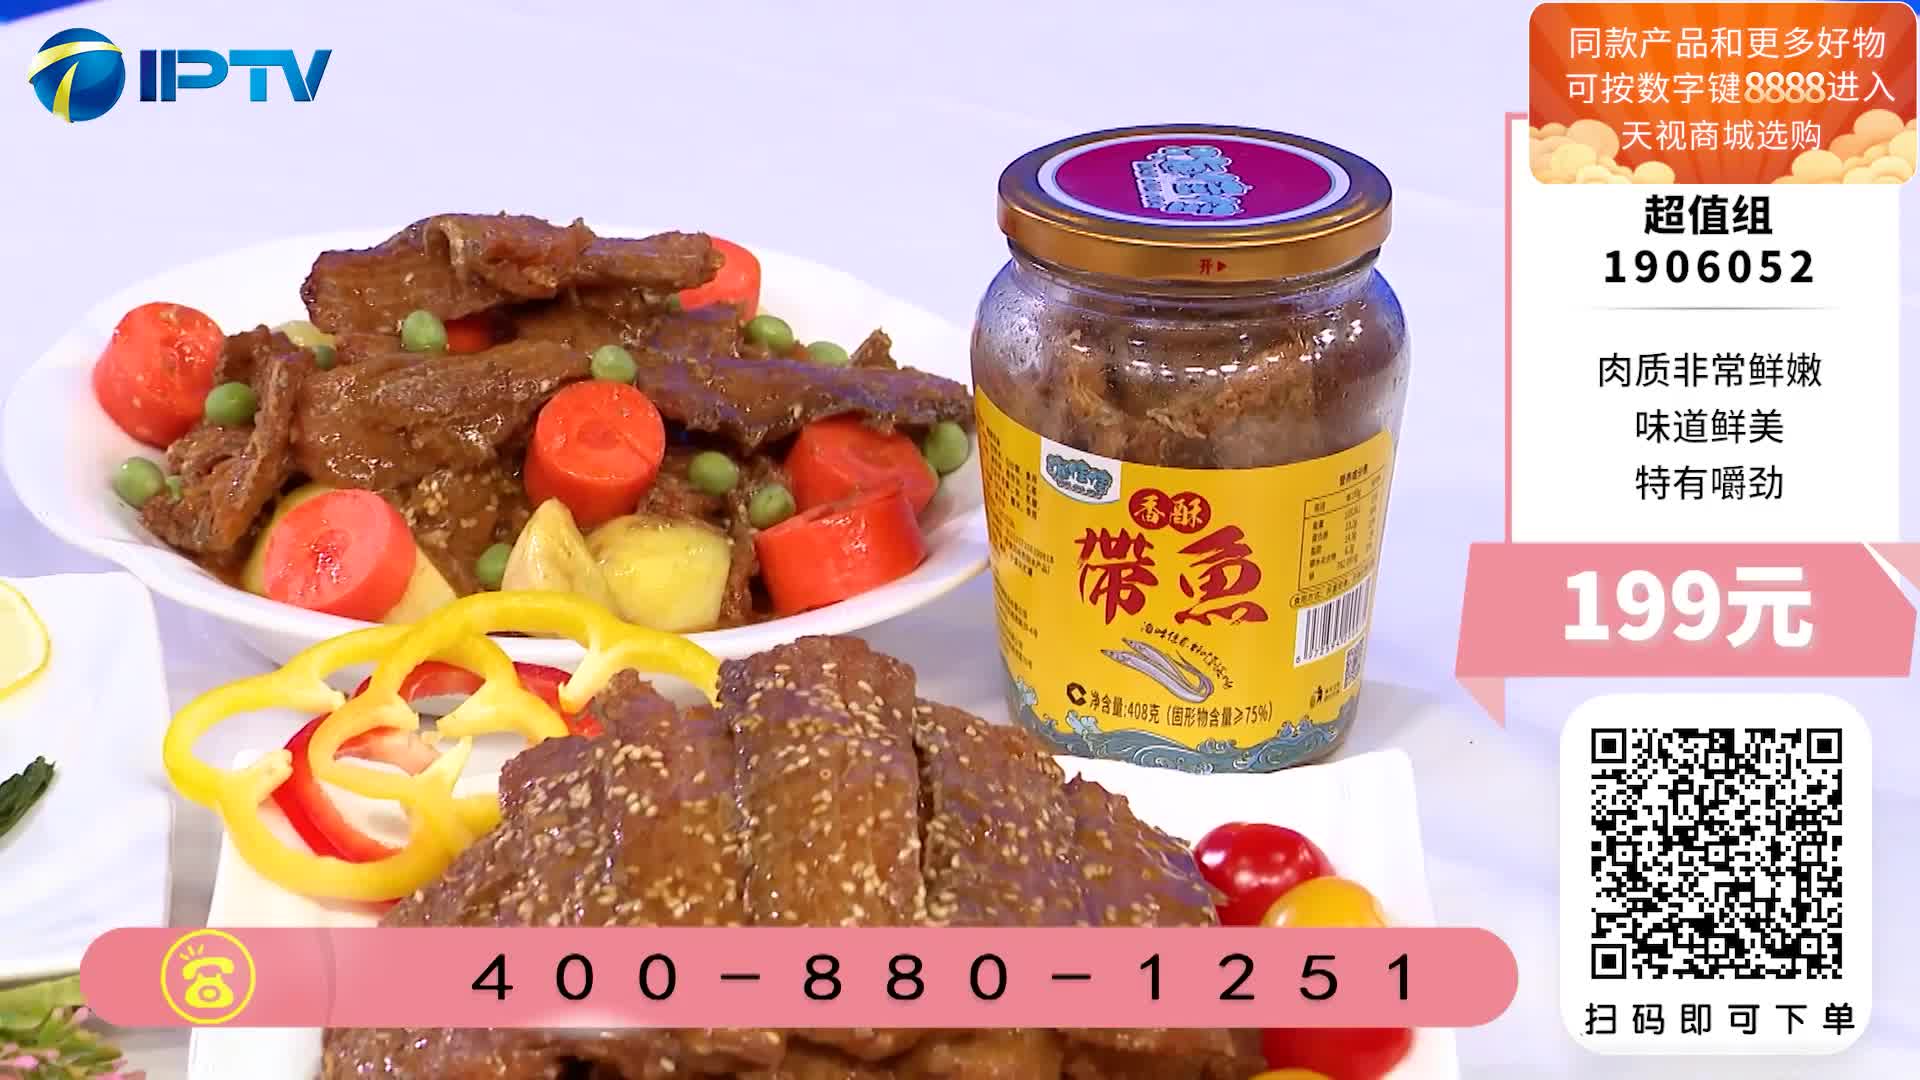 IPTV
同款产品和更多好物
可按数字键8888进入
天视商城选购
超值组
1906052
肉质非常鲜嫩
味道鲜美
特有嚼劲
199元
扫码即可下单
开
香酥
帶魚
净含量:408克(固形物含量≥75%)
400-880-1251